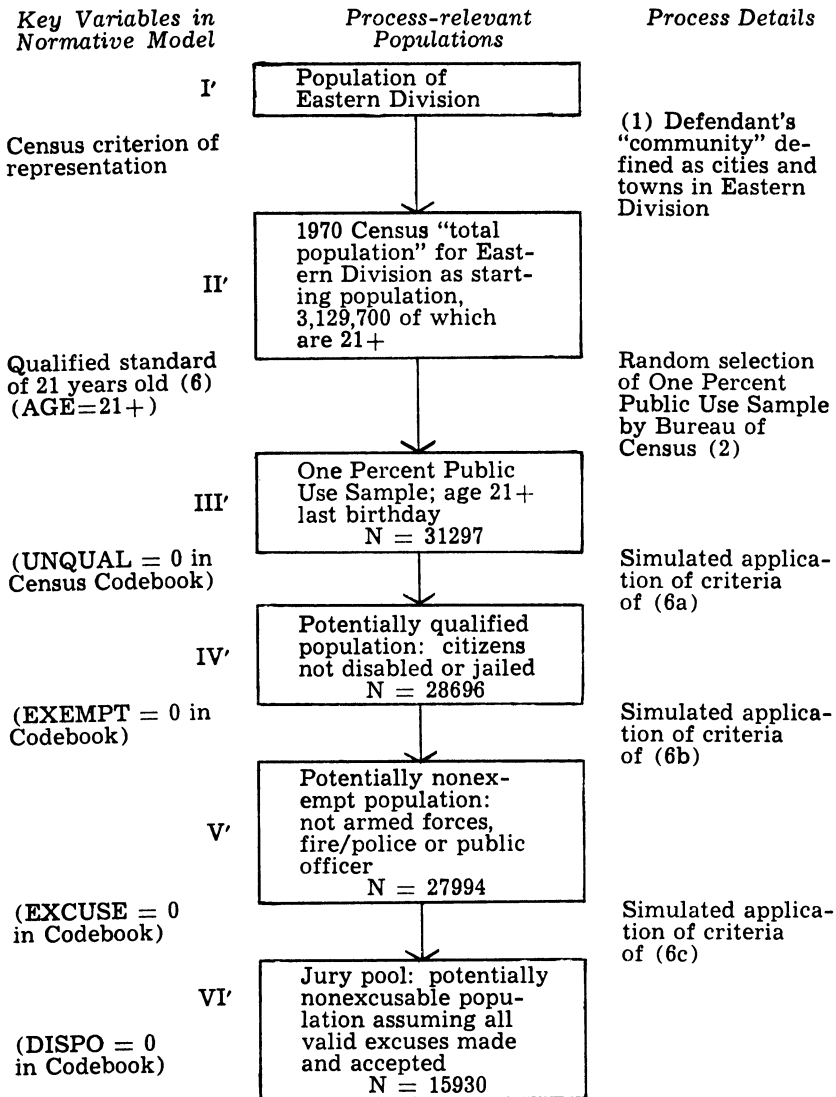 Key Variables in
Normative Model
Process-relevant
Populations
Process Details
I′
Population of
Eastern Division
Census criterion of
representation
(1) Defendant's
"community" de-
fined as cities and
towns in Eastern
Division
II′
1970 Census "total
population" for East-
ern Division as start-
ing population,
3,129,700 of which
are 21+
Qualified standard
of 21 years old (6)
(AGE=21+)
Random selection
of One Percent
Public Use Sample
by Bureau of
Census (2)
III′
One Percent Public
Use Sample; age 21+
last birthday
N = 31297
(UNQUAL = 0 in
Census Codebook)
Simulated applica-
tion of criteria
of (6a)
IV′
Potentially qualified
population: citizens
not disabled or jailed
N = 28696
(EXEMPT = 0 in
Codebook)
Simulated applica-
tion of criteria
of (6b)
V′
Potentially nonex-
empt population:
not armed forces,
fire/police or public
officer
N = 27994
(EXCUSE = 0
in Codebook)
Simulated applica-
tion of criteria
of (6c)
VI′
Jury pool: potentially
nonexcusable popu-
lation assuming all
valid excuses made
and accepted
N = 15930
(DISPO = 0
in Codebook)